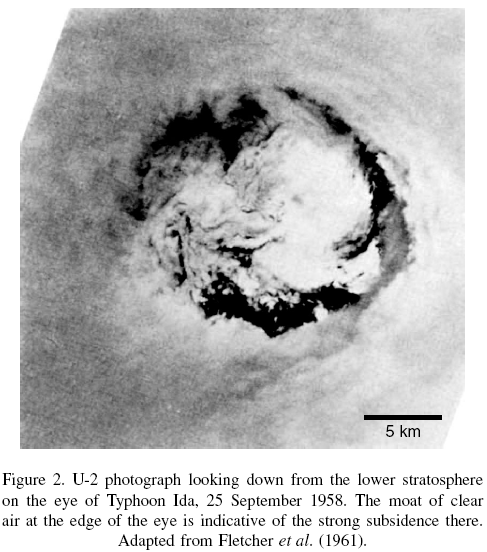 5 km
Figure 2. U-2 photograph looking down from the lower stratosphere
on the eye of Typhoon Ida, 25 September 1958. The moat of clear
air at the edge of the eye is indicative of the strong subsidence there.
Adapted from Fletcher et al. (1961).